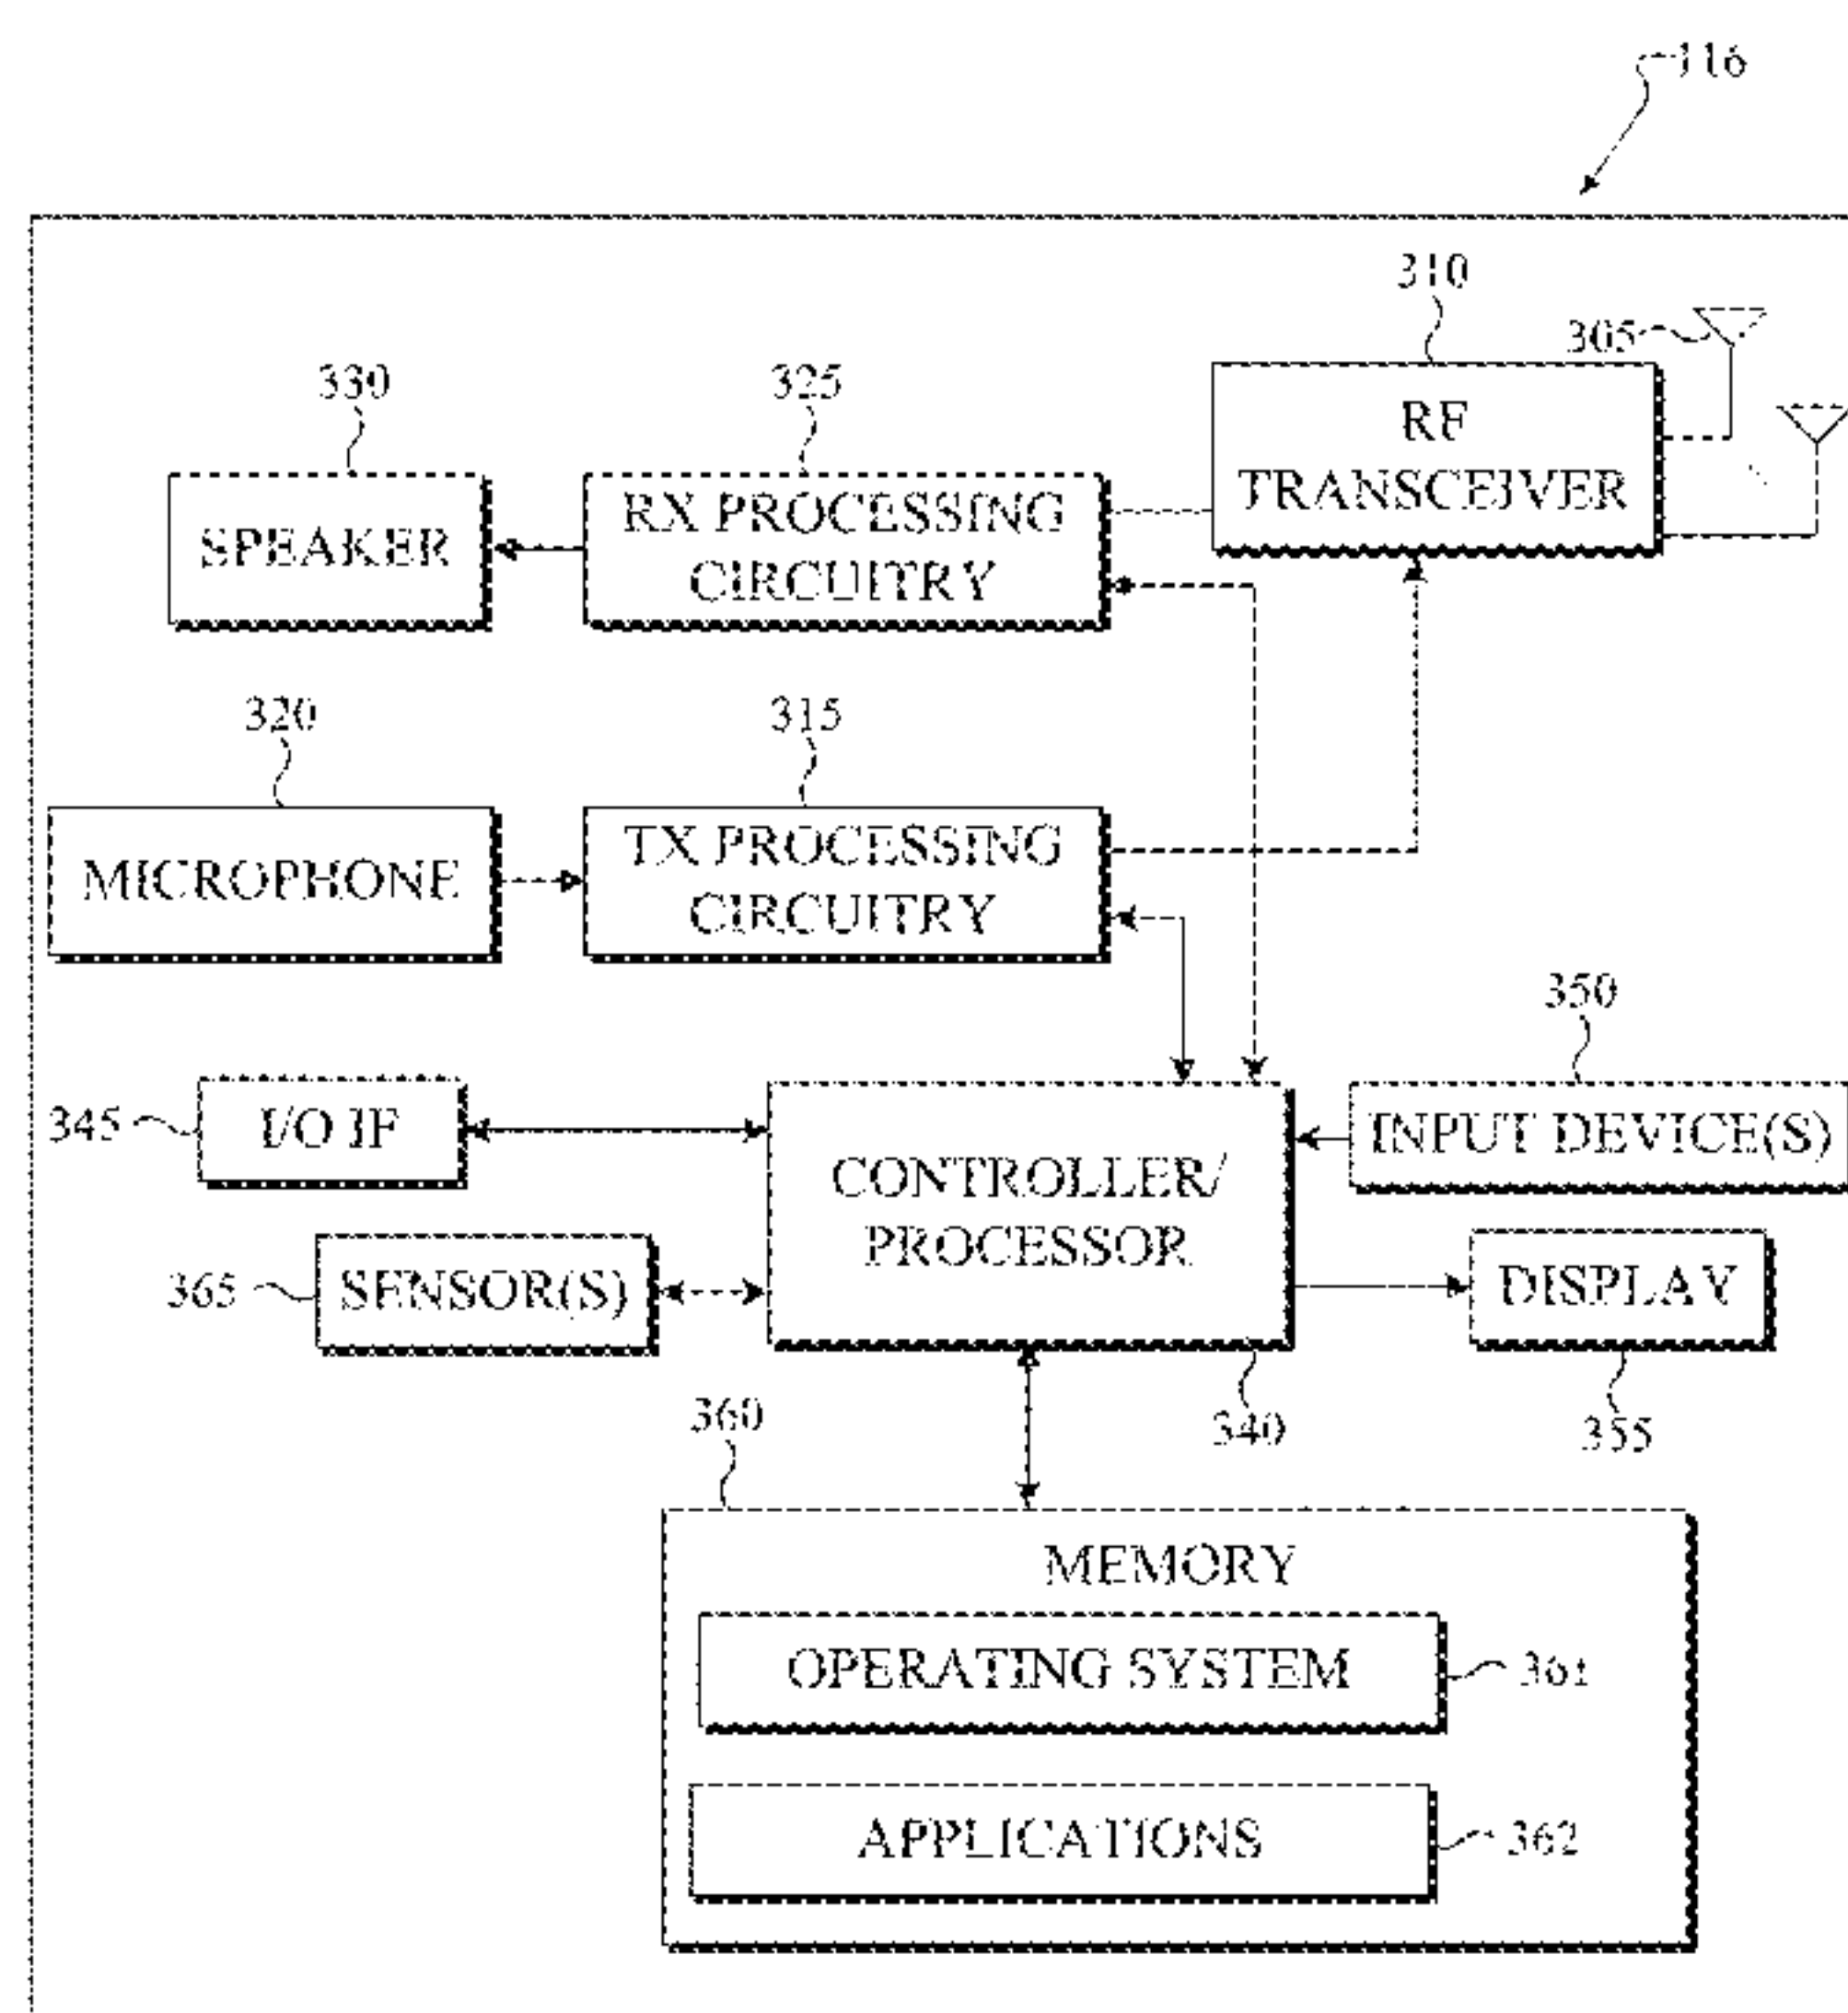 116
310
305
330
325
RF
TRANSCEIVER
SPEAKER
RX PROCESSING
CIRCUITRY
320
315
MICROPHONE
TX PROCESSING
CIRCUITRY
350
345
I/O IF
INPUT DEVICE(S)
CONTROLLER/
PROCESSOR
365
SENSOR(S)
DISPLAY
360
340
355
MEMORY
OPERATING SYSTEM
361
APPLICATIONS
362